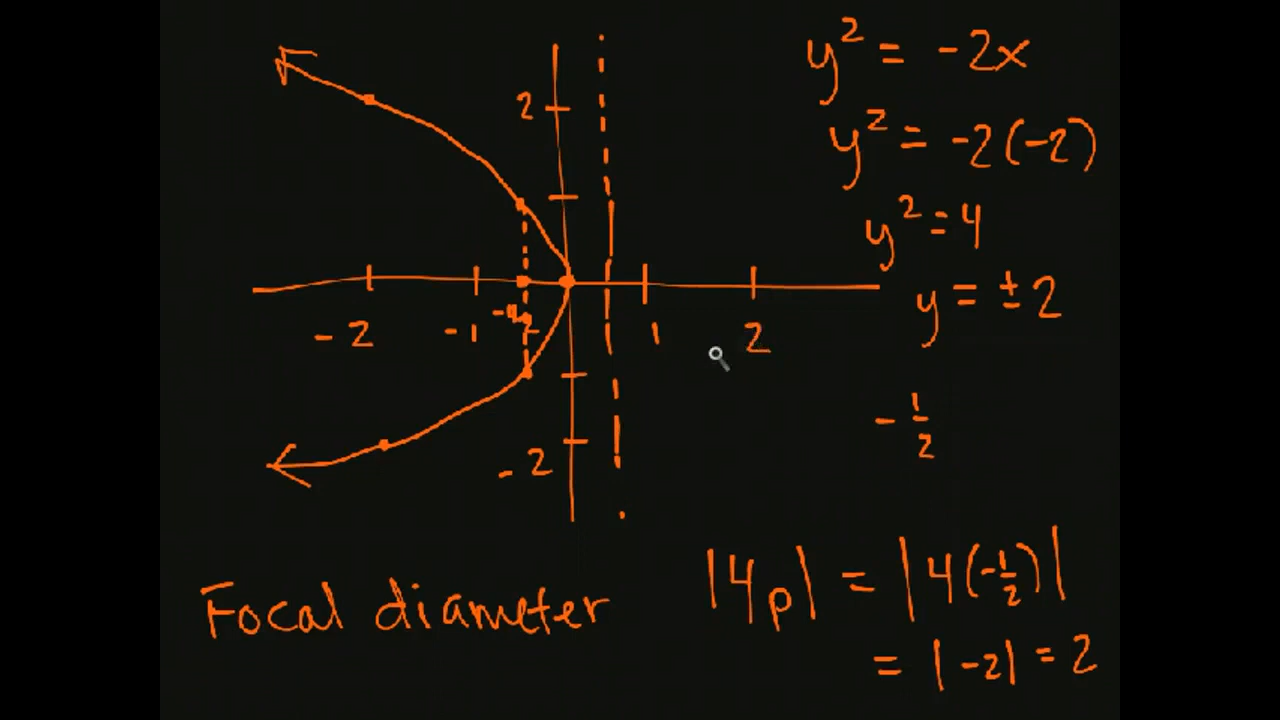 y² = -2x
y² = -2(-2)
y² = 4
y = ± 2
2
-2 -1 1 2
-2
- 1/2
Focal diameter
|4p| = |4(-1/2)|
= |-2| = 2